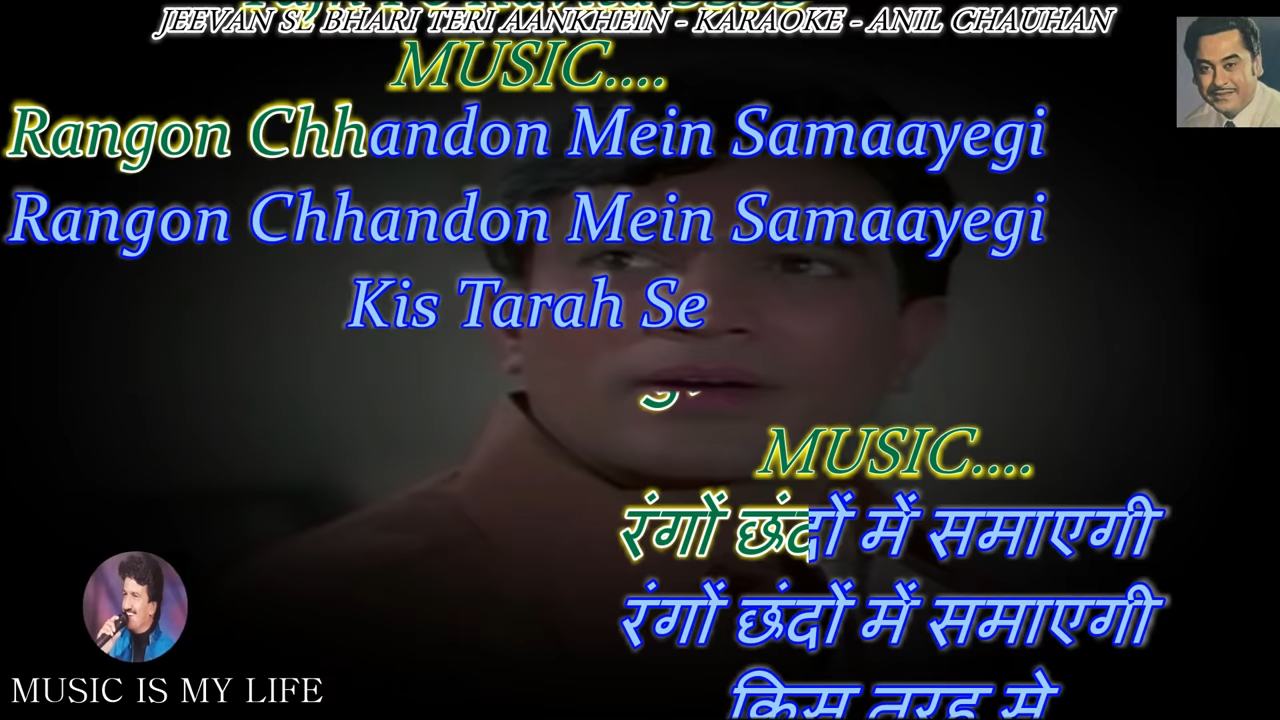 JEEVAN SE BHARI TERI AANKHEIN - KARAOKE - ANIL CHAUHAN
MUSIC....
Rangon Chhandon Mein Samaayegi
Rangon Chhandon Mein Samaayegi
Kis Tarah Se
MUSIC....
रंगों छंदों में समाएगी
रंगों छंदों में समाएगी
किस तरह से
MUSIC IS MY LIFE